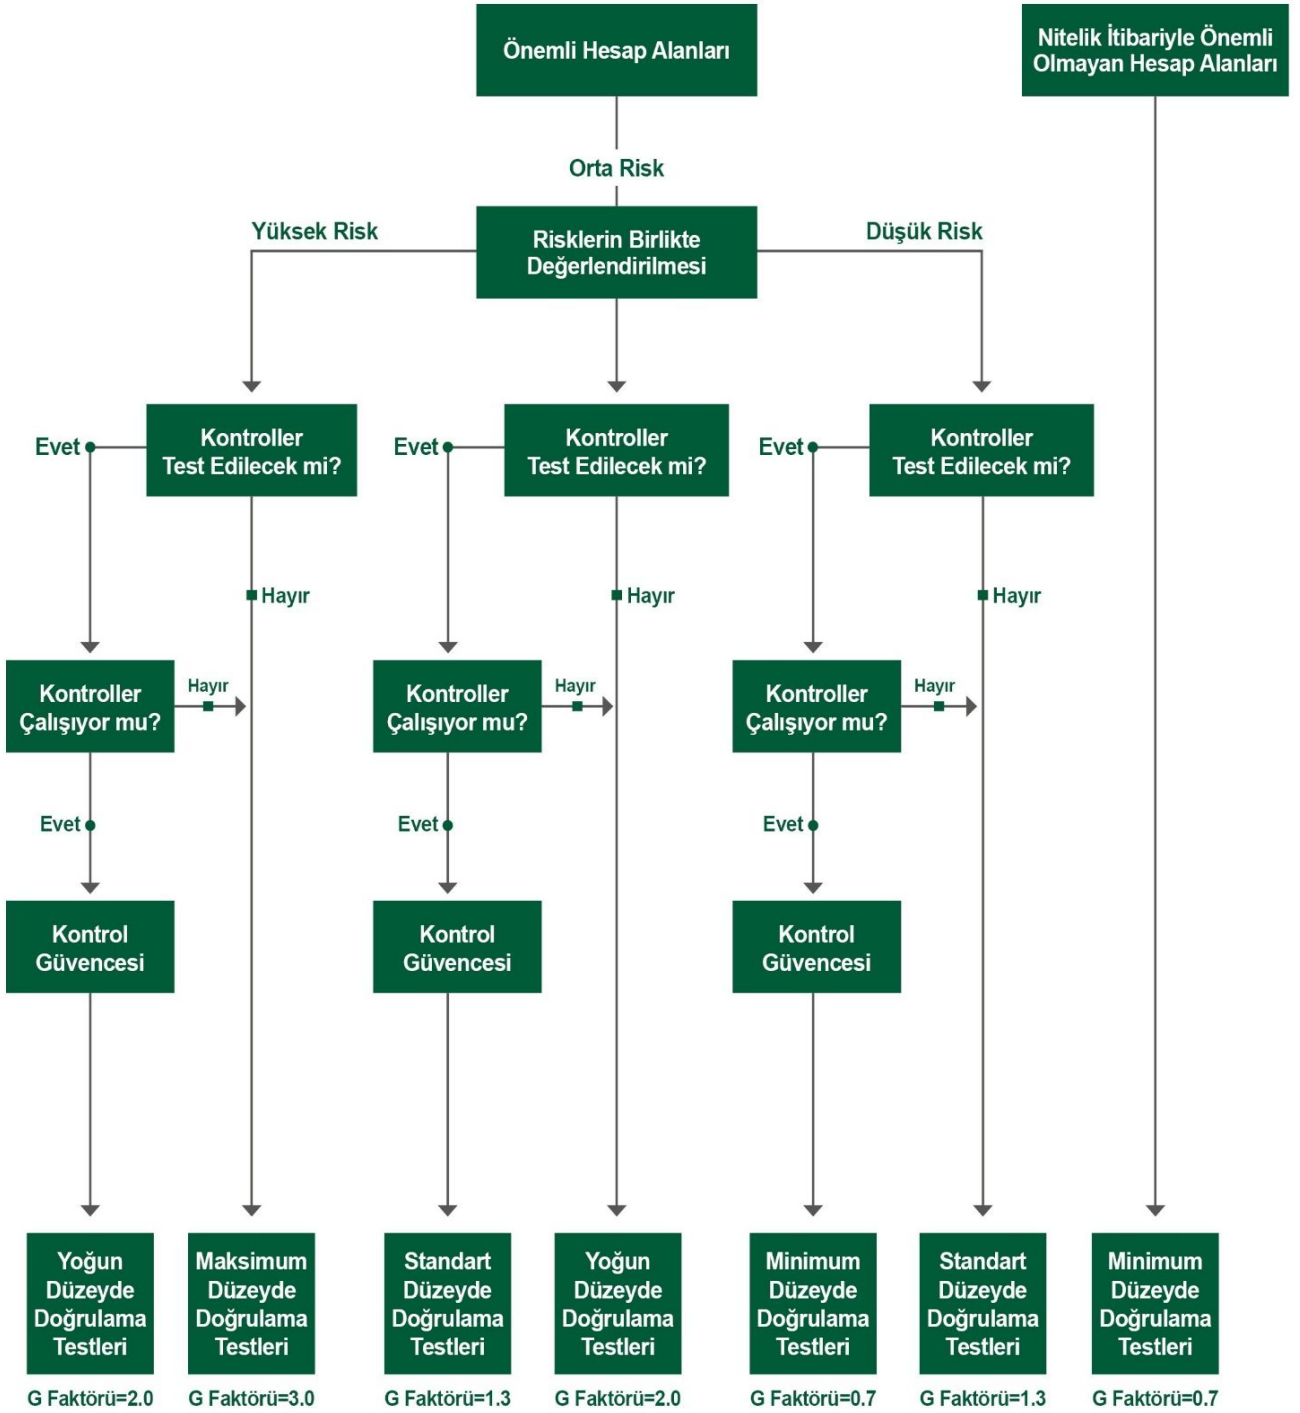 Önemli Hesap Alanları
Nitelik İtibariyle Önemli
Olmayan Hesap Alanları
Orta Risk
Yüksek Risk
Risklerin Birlikte
Değerlendirilmesi
Düşük Risk
Evet
Kontroller
Test Edilecek mi?
Evet
Kontroller
Test Edilecek mi?
Evet
Kontroller
Test Edilecek mi?
Hayır
Hayır
Hayır
Kontroller
Çalışıyor mu?
Hayır
Kontroller
Çalışıyor mu?
Hayır
Kontroller
Çalışıyor mu?
Hayır
Evet
Evet
Evet
Kontrol
Güvencesi
Kontrol
Güvencesi
Kontrol
Güvencesi
Yoğun
Düzeyde
Doğrulama
Testleri
Maksimum
Düzeyde
Doğrulama
Testleri
Standart
Düzeyde
Doğrulama
Testleri
Yoğun
Düzeyde
Doğrulama
Testleri
Minimum
Düzeyde
Doğrulama
Testleri
Standart
Düzeyde
Doğrulama
Testleri
Minimum
Düzeyde
Doğrulama
Testleri
G Faktörü=2.0
G Faktörü=3.0
G Faktörü=1.3
G Faktörü=2.0
G Faktörü=0.7
G Faktörü=1.3
G Faktörü=0.7